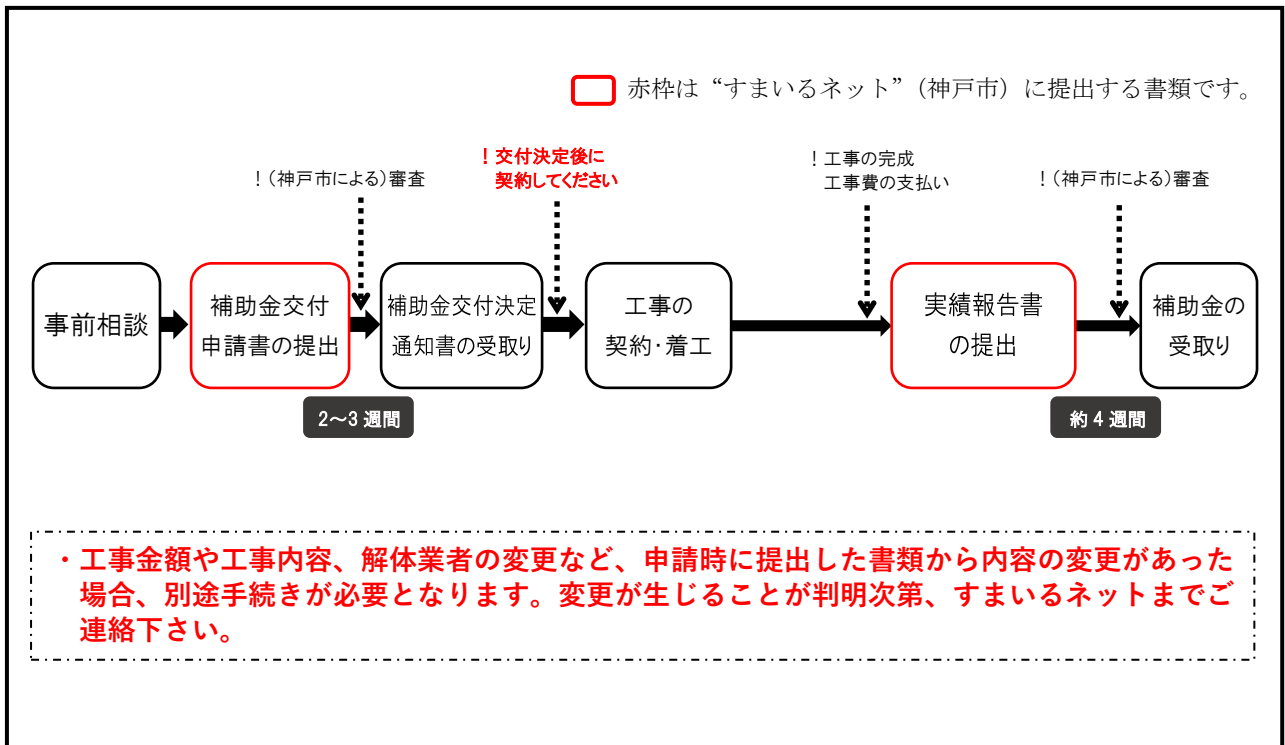 赤枠は“すまいるネット”（神戸市）に提出する書類です。
！（神戸市による）審査
！交付決定後に
契約してください
！工事の完成
工事費の支払い
！（神戸市による）審査
事前相談
補助金交付
申請書の提出
補助金交付決定
通知書の受取り
工事の
契約・着工
実績報告書
の提出
補助金の
受取り
2～3 週間
約 4 週間
・工事金額や工事内容、解体業者の変更など、申請時に提出した書類から内容の変更があった
場合、別途手続きが必要となります。変更が生じることが判明次第、すまいるネットまでご
連絡下さい。